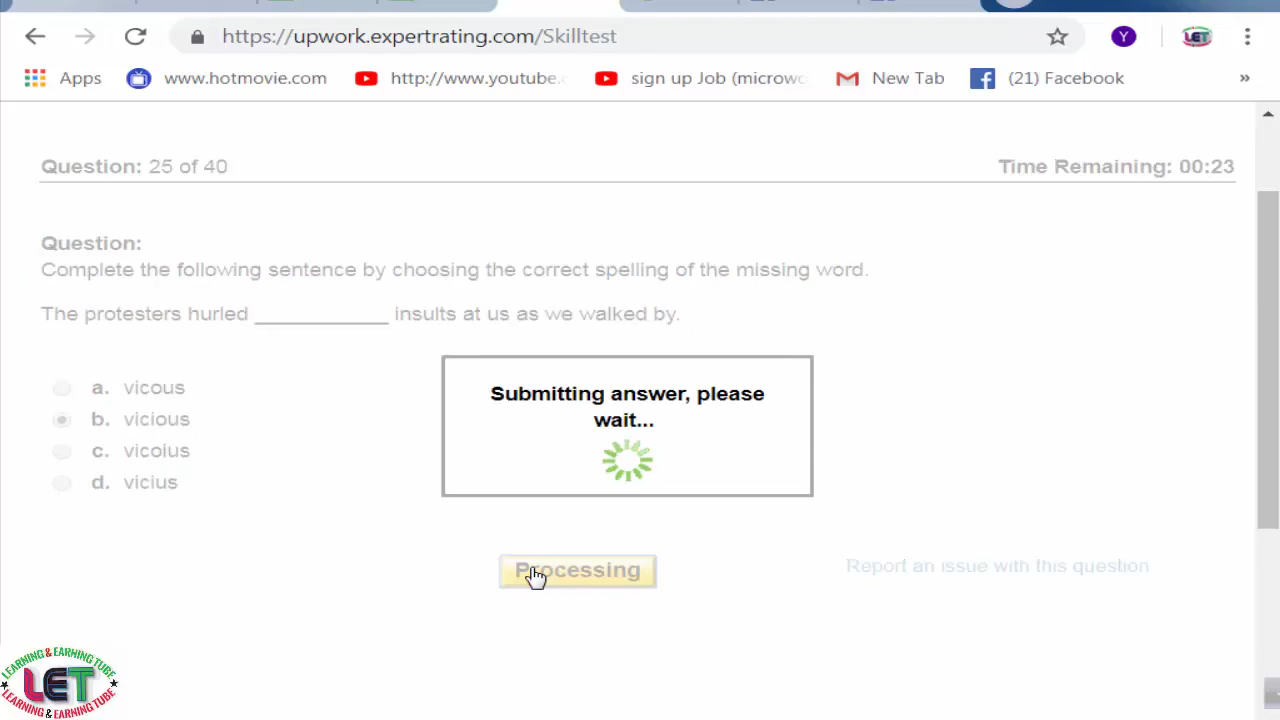 https://upwork.expertrating.com/Skilltest
Y
LET
Apps
www.hotmovie.com
http://www.youtube.c
sign up Job (microwo
New Tab
(21) Facebook
»
Question: 25 of 40
Time Remaining: 00:23
Question:
Complete the following sentence by choosing the correct spelling of the missing word.
The protesters hurled ____________ insults at us as we walked by.
a. vicous
b. vicious
c. vicoius
d. vicius
Submitting answer, please
wait...
Processing
Report an issue with this question
LEARNING & EARNING TUBE
LET
LEARNING & EARNING TUBE